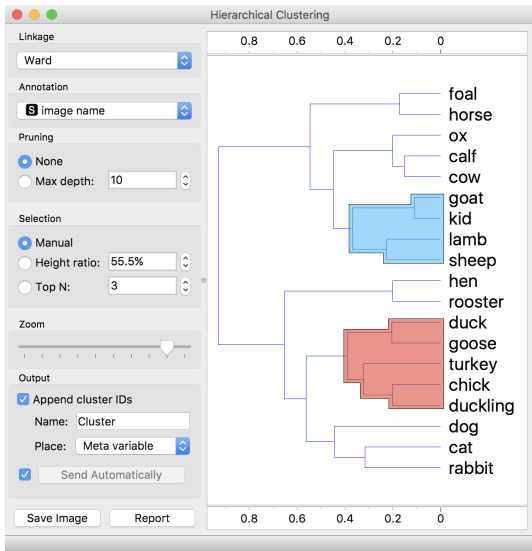 Hierarchical Clustering
Linkage
Ward
Annotation
S image name
Pruning
None
Max depth: 10
Selection
Manual
Height ratio: 55.5%
Top N: 3
Zoom
Output
Append cluster IDs
Name: Cluster
Place: Meta variable
Send Automatically
Save Image Report
0.8 0.6 0.4 0.2 0
foal
horse
ox
calf
cow
goat
kid
lamb
sheep
hen
rooster
duck
goose
turkey
chick
duckling
dog
cat
rabbit
0.8 0.6 0.4 0.2 0